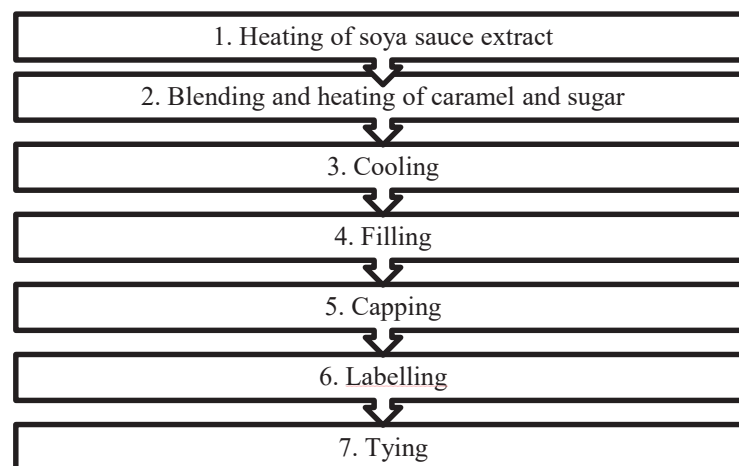 1. Heating of soya sauce extract
2. Blending and heating of caramel and sugar
3. Cooling
4. Filling
5. Capping
6. Labelling
7. Tying